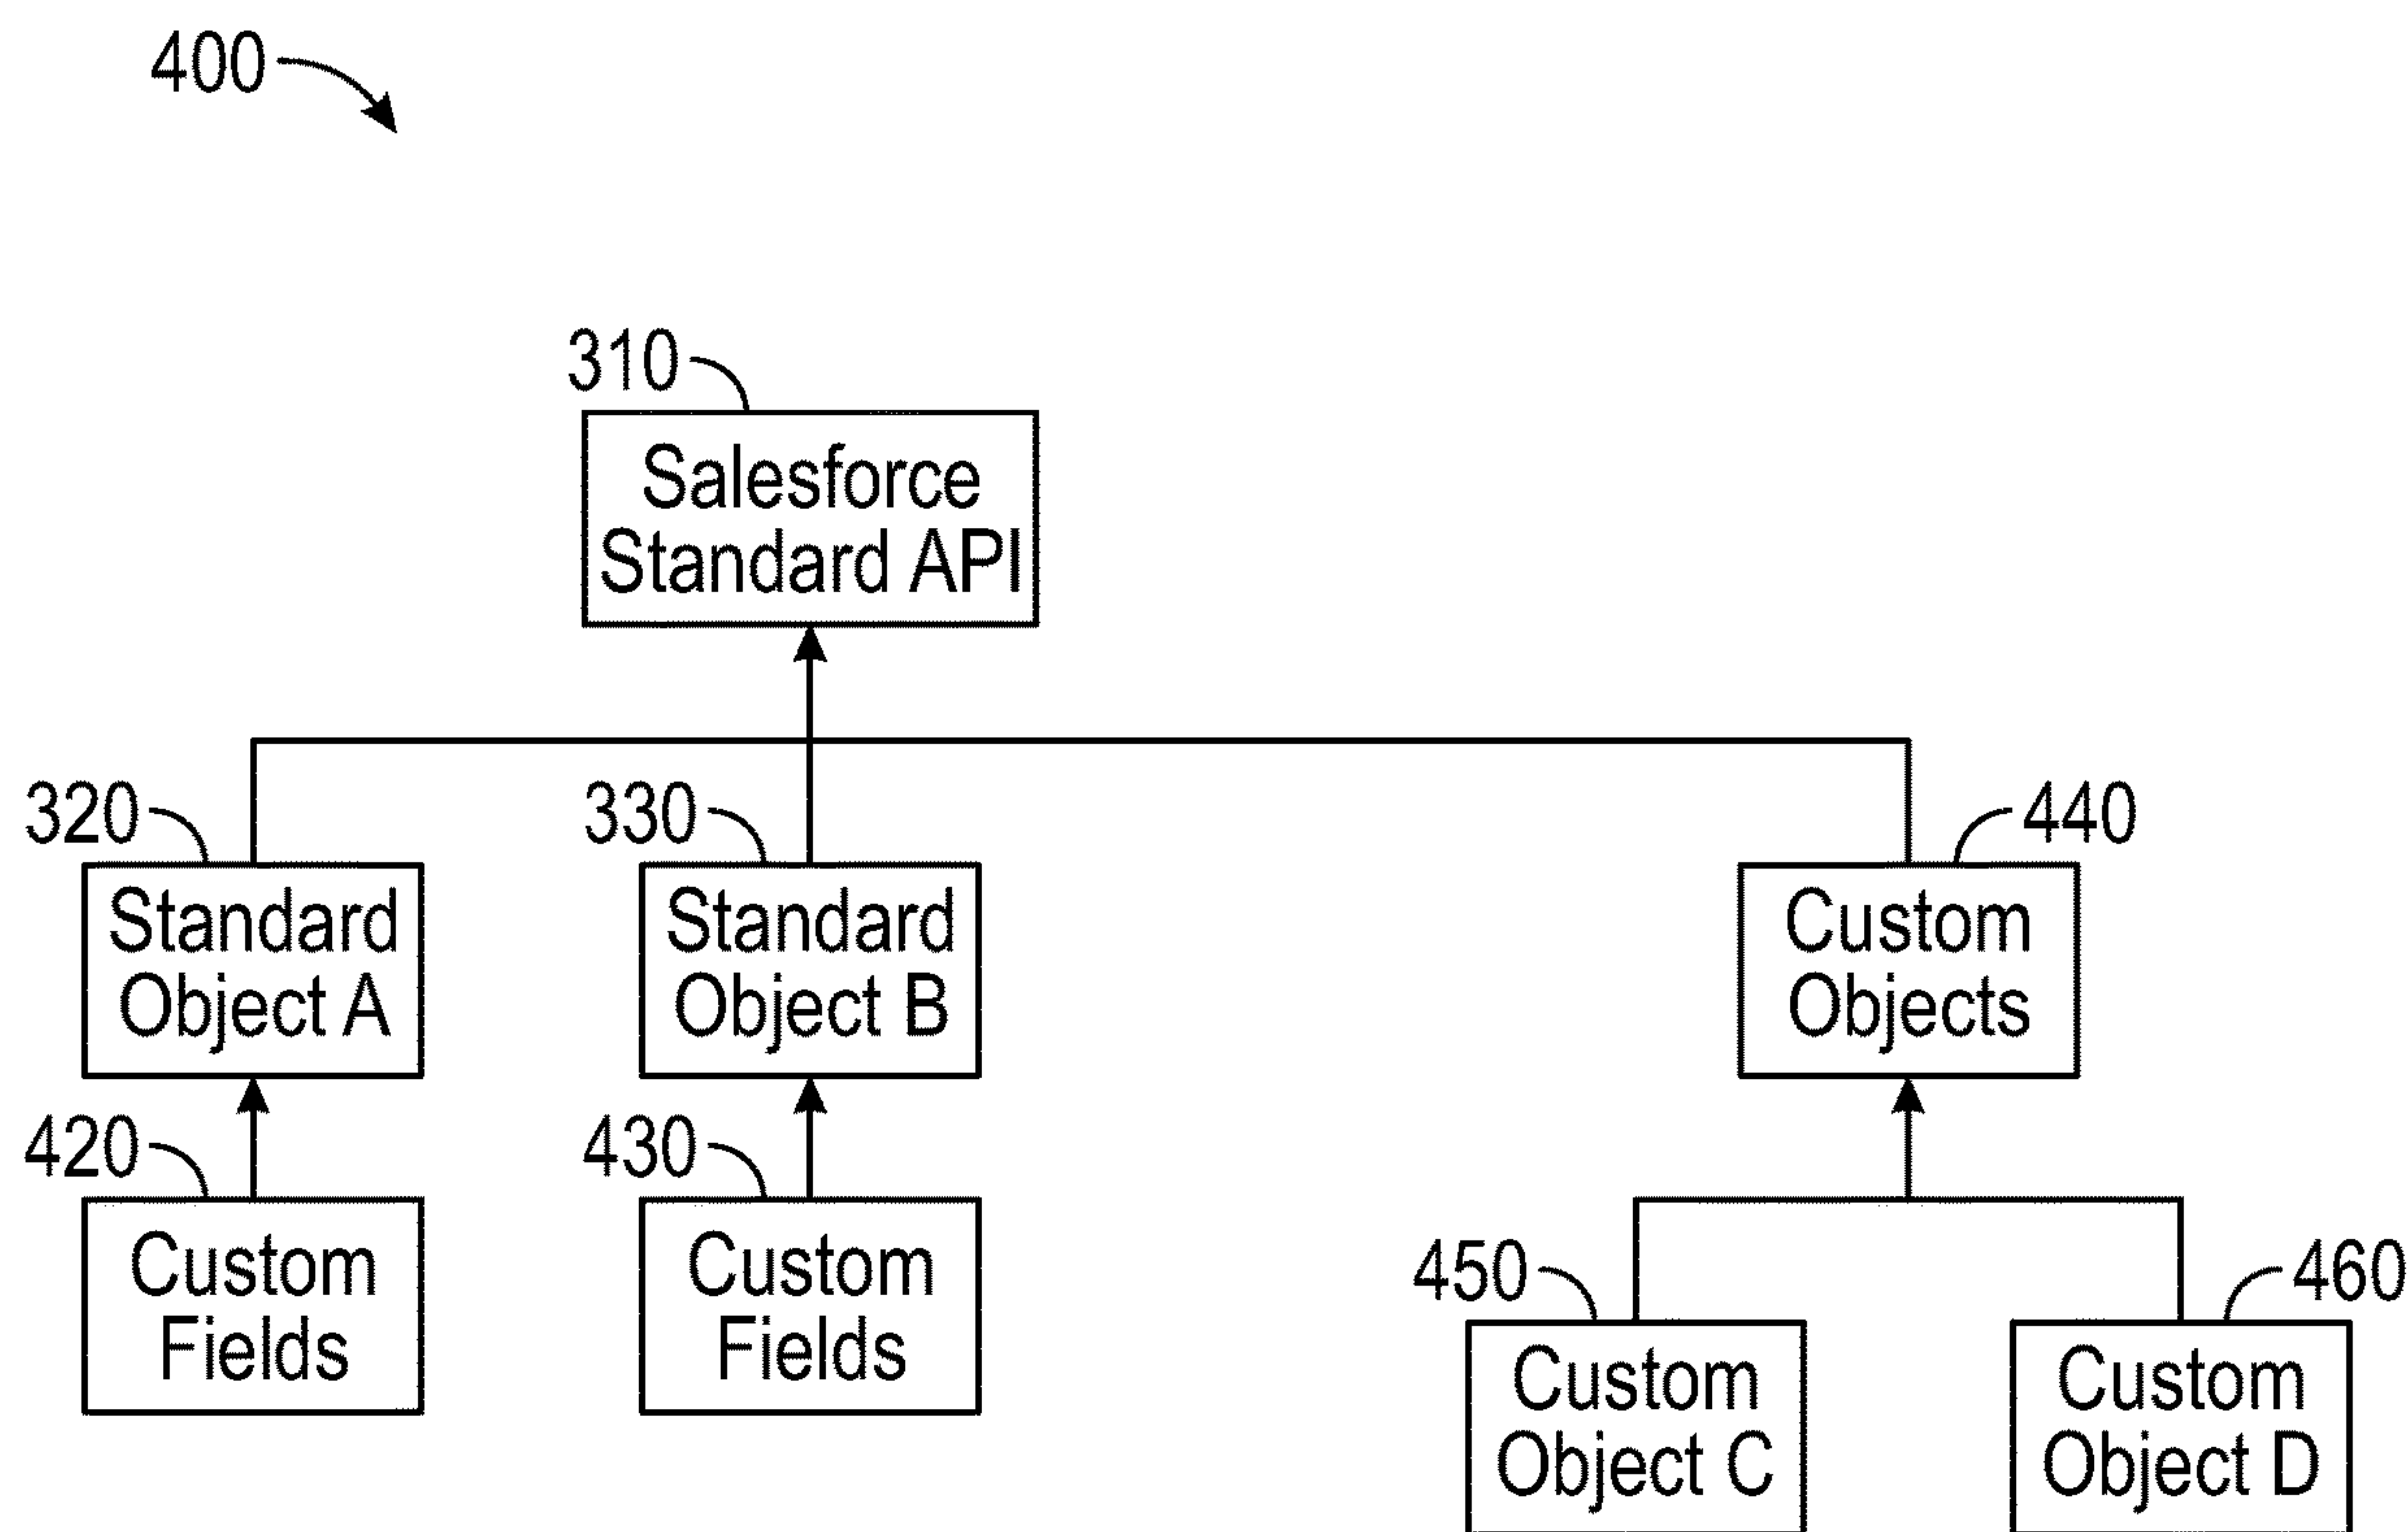 400
310
Salesforce
Standard API
320
330
440
Standard
Object A
Standard
Object B
Custom
Objects
420
430
Custom
Fields
Custom
Fields
450
460
Custom
Object C
Custom
Object D